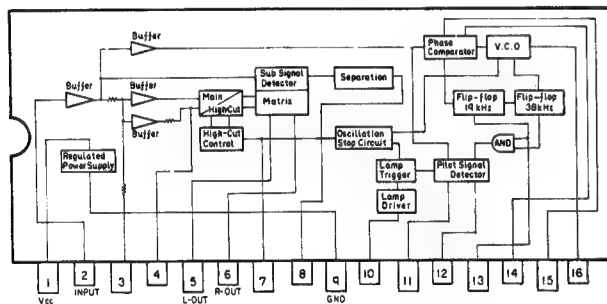 Buffer
Phase
Comparator
V.C.O
Buffer
Buffer
Sub Signal
Detector
Separation
Main
HighCut
Matrix
Flip-flop
19 kHz
Flip-flop
38kHz
Buffer
High-Cut
Control
Oscillation
Stop Circuit
AND
Regulated
Power Supply
Lamp
Trigger
Pilot Signal
Detector
Lamp
Driver
1
2
3
4
5
6
7
8
9
10
11
12
13
14
15
16
Vcc
INPUT
L-OUT
R-OUT
GND